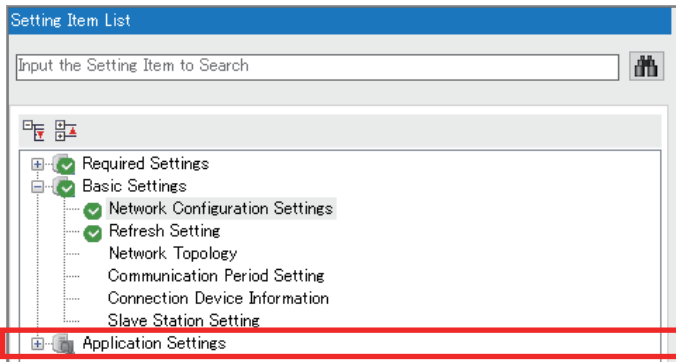 Setting Item List
Input the Setting Item to Search
Required Settings
Basic Settings
Network Configuration Settings
Refresh Setting
Network Topology
Communication Period Setting
Connection Device Information
Slave Station Setting
Application Settings